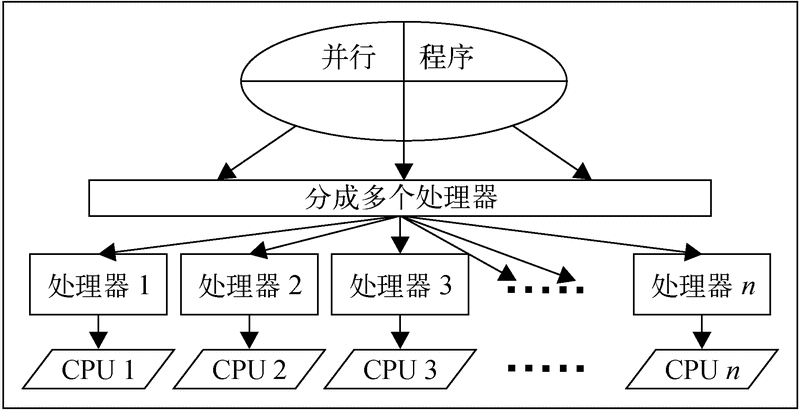 并行 程序
分成多个处理器
处理器 1 处理器 2 处理器 3 ····· 处理器 n
CPU 1 CPU 2 CPU 3 ····· CPU n